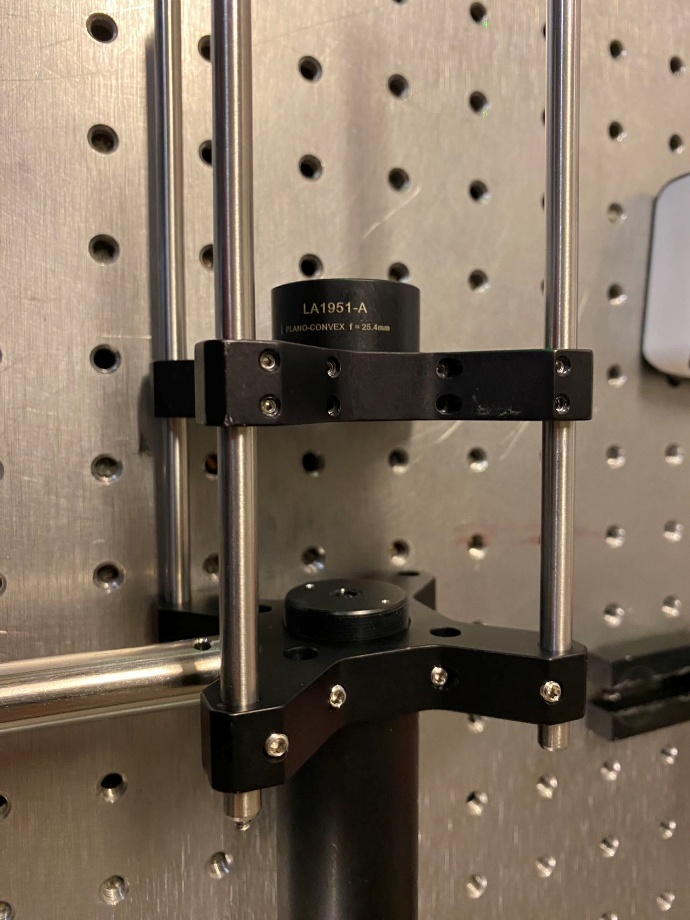 LA1951-A
PLANO-CONVEX f = 25.4mm